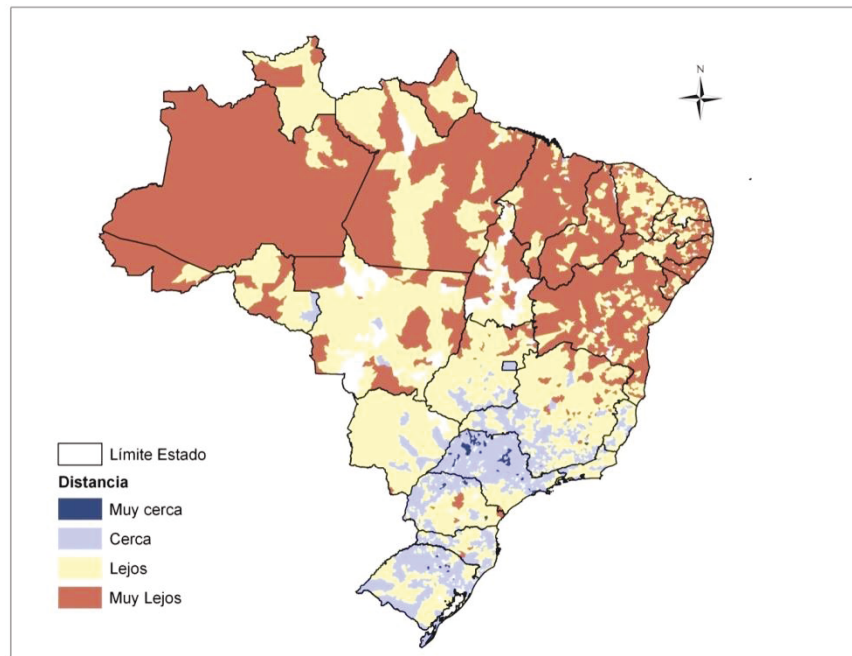 N
Límite Estado
Distancia
Muy cerca
Cerca
Lejos
Muy Lejos